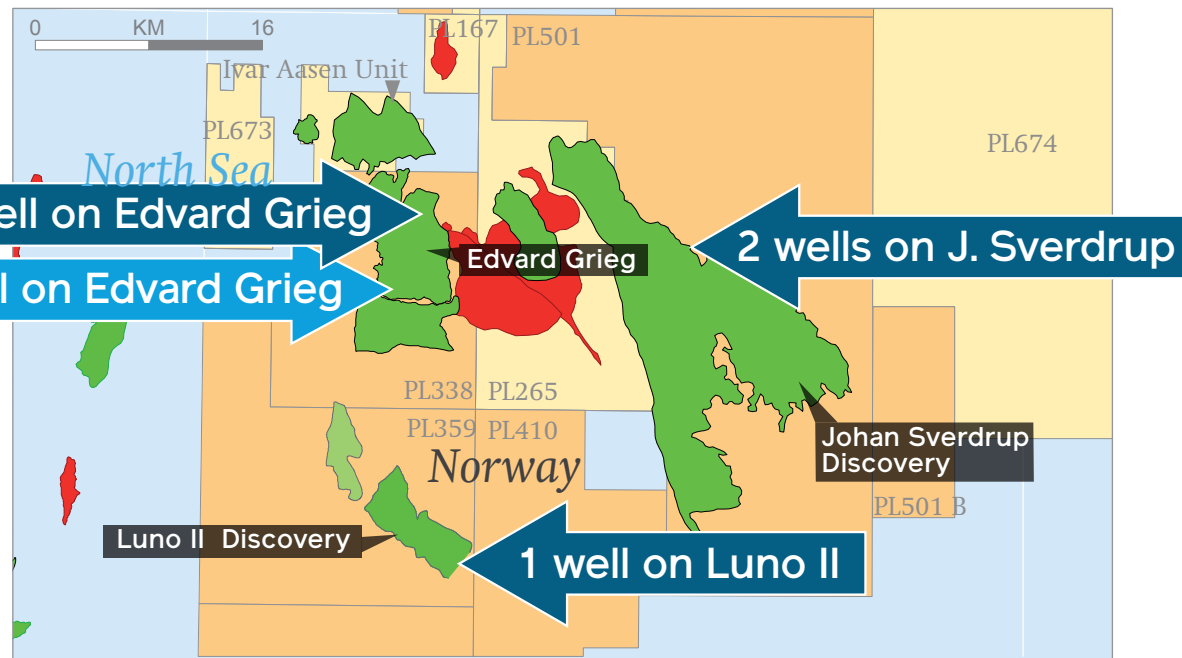 0 KM 16
PL167
PL501
Ivar Aasen Unit
PL673
PL674
North Sea
ell on Edvard Grieg
2 wells on J. Sverdrup
Edvard Grieg
l on Edvard Grieg
PL338 PL265
PL359 PL410
Norway
Johan Sverdrup
Discovery
PL501 B
Luno II Discovery
1 well on Luno II